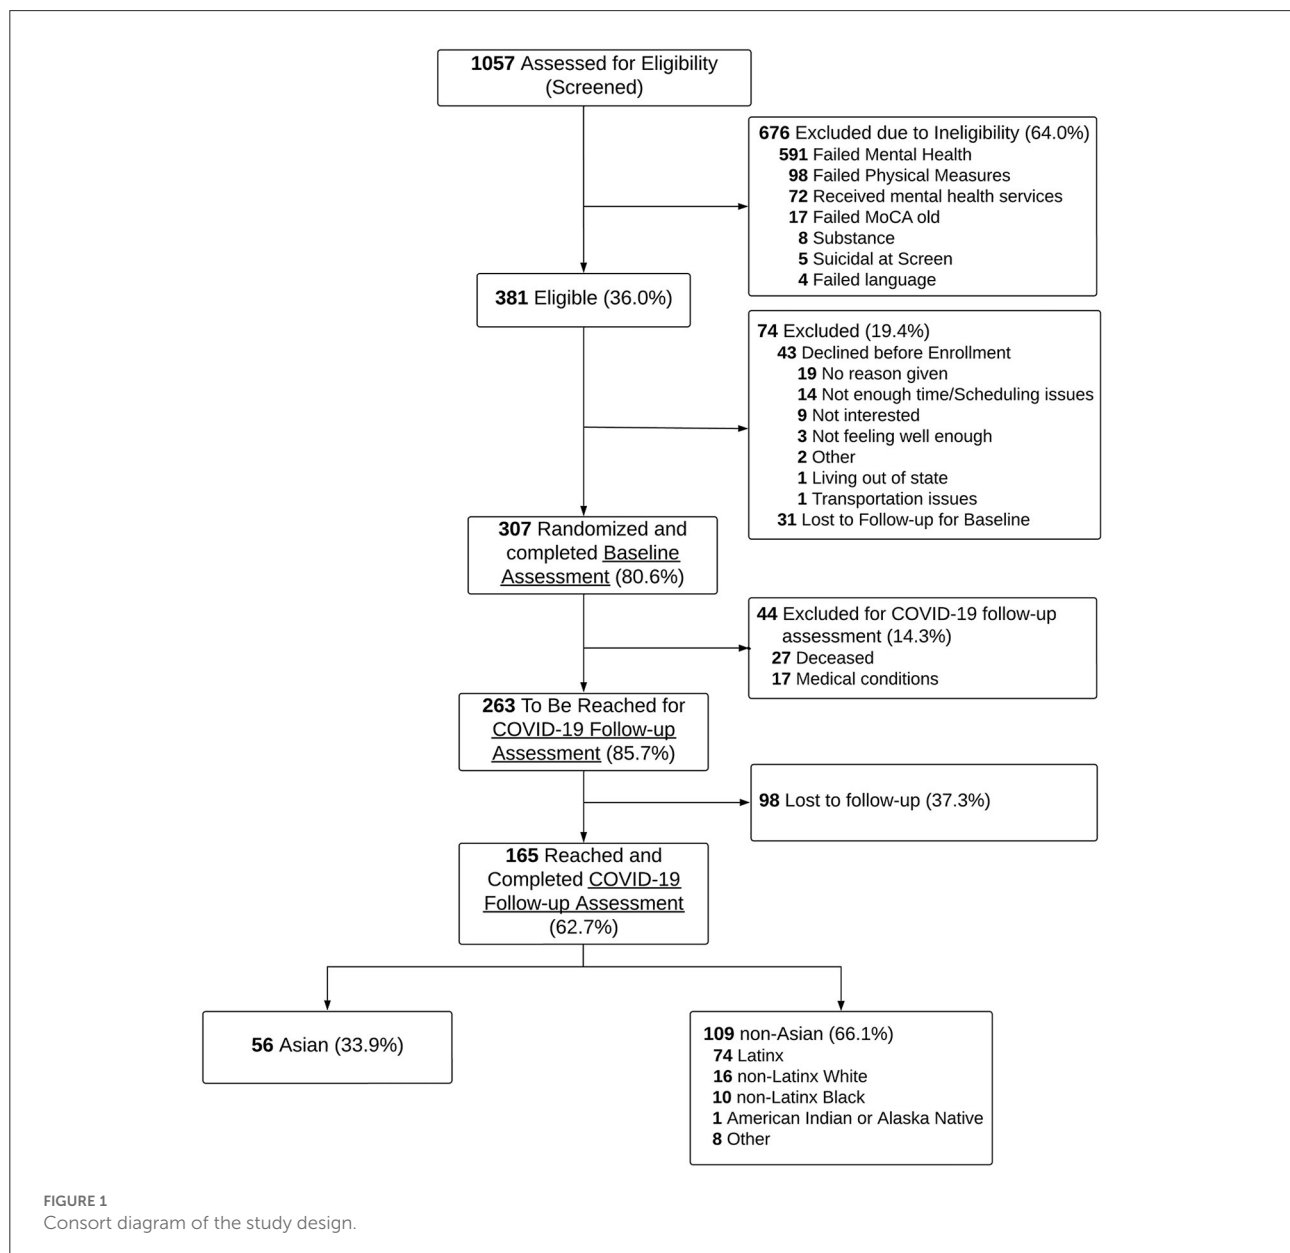 1057 Assessed for Eligibility
(Screened)
676 Excluded due to Ineligibility (64.0%)
591 Failed Mental Health
98 Failed Physical Measures
72 Received mental health services
17 Failed MoCA old
8 Substance
5 Suicidal at Screen
4 Failed language
381 Eligible (36.0%)
74 Excluded (19.4%)
43 Declined before Enrollment
19 No reason given
14 Not enough time/Scheduling issues
9 Not interested
3 Not feeling well enough
2 Other
1 Living out of state
1 Transportation issues
31 Lost to Follow-up for Baseline
307 Randomized and
completed Baseline
Assessment (80.6%)
44 Excluded for COVID-19 follow-up
assessment (14.3%)
27 Deceased
17 Medical conditions
263 To Be Reached for
COVID-19 Follow-up
Assessment (85.7%)
98 Lost to follow-up (37.3%)
165 Reached and
Completed COVID-19
Follow-up Assessment
(62.7%)
56 Asian (33.9%)
109 non-Asian (66.1%)
74 Latinx
16 non-Latinx White
10 non-Latinx Black
1 American Indian or Alaska Native
8 Other
FIGURE 1
Consort diagram of the study design.